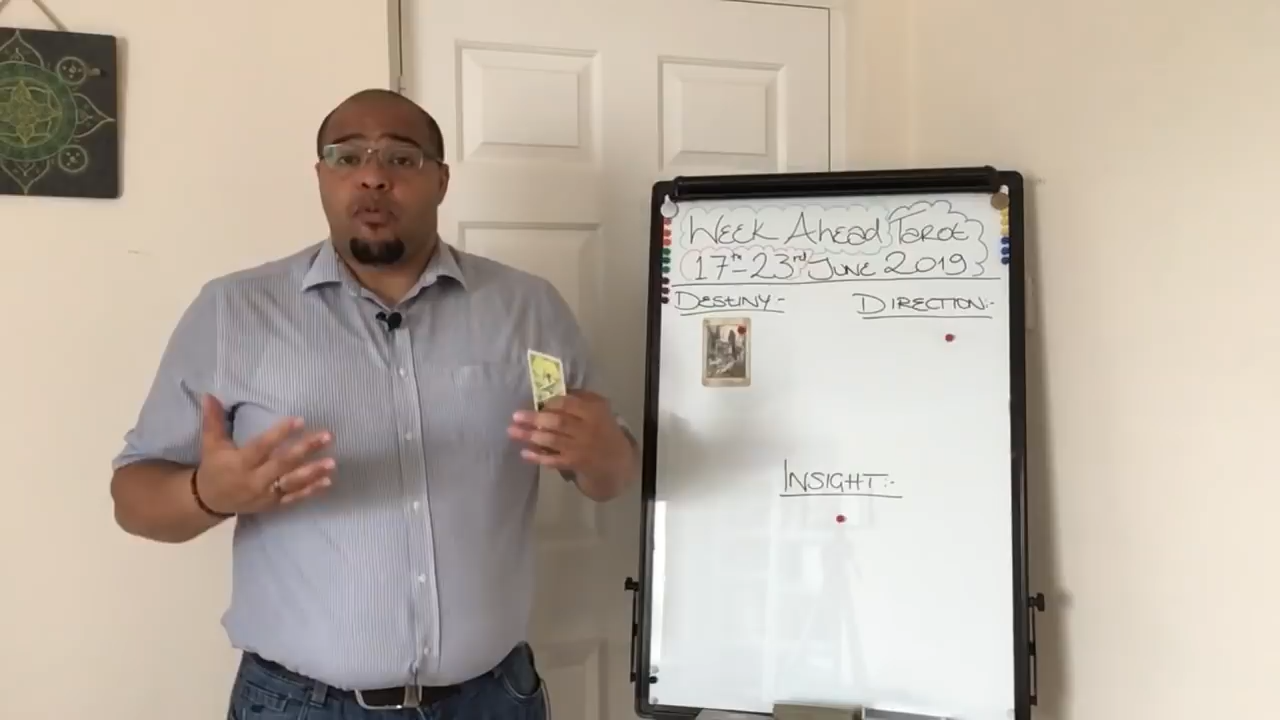 Week Ahead Tarot
17th-23rd June 2019
Destiny:-
Direction:-
Insight:-